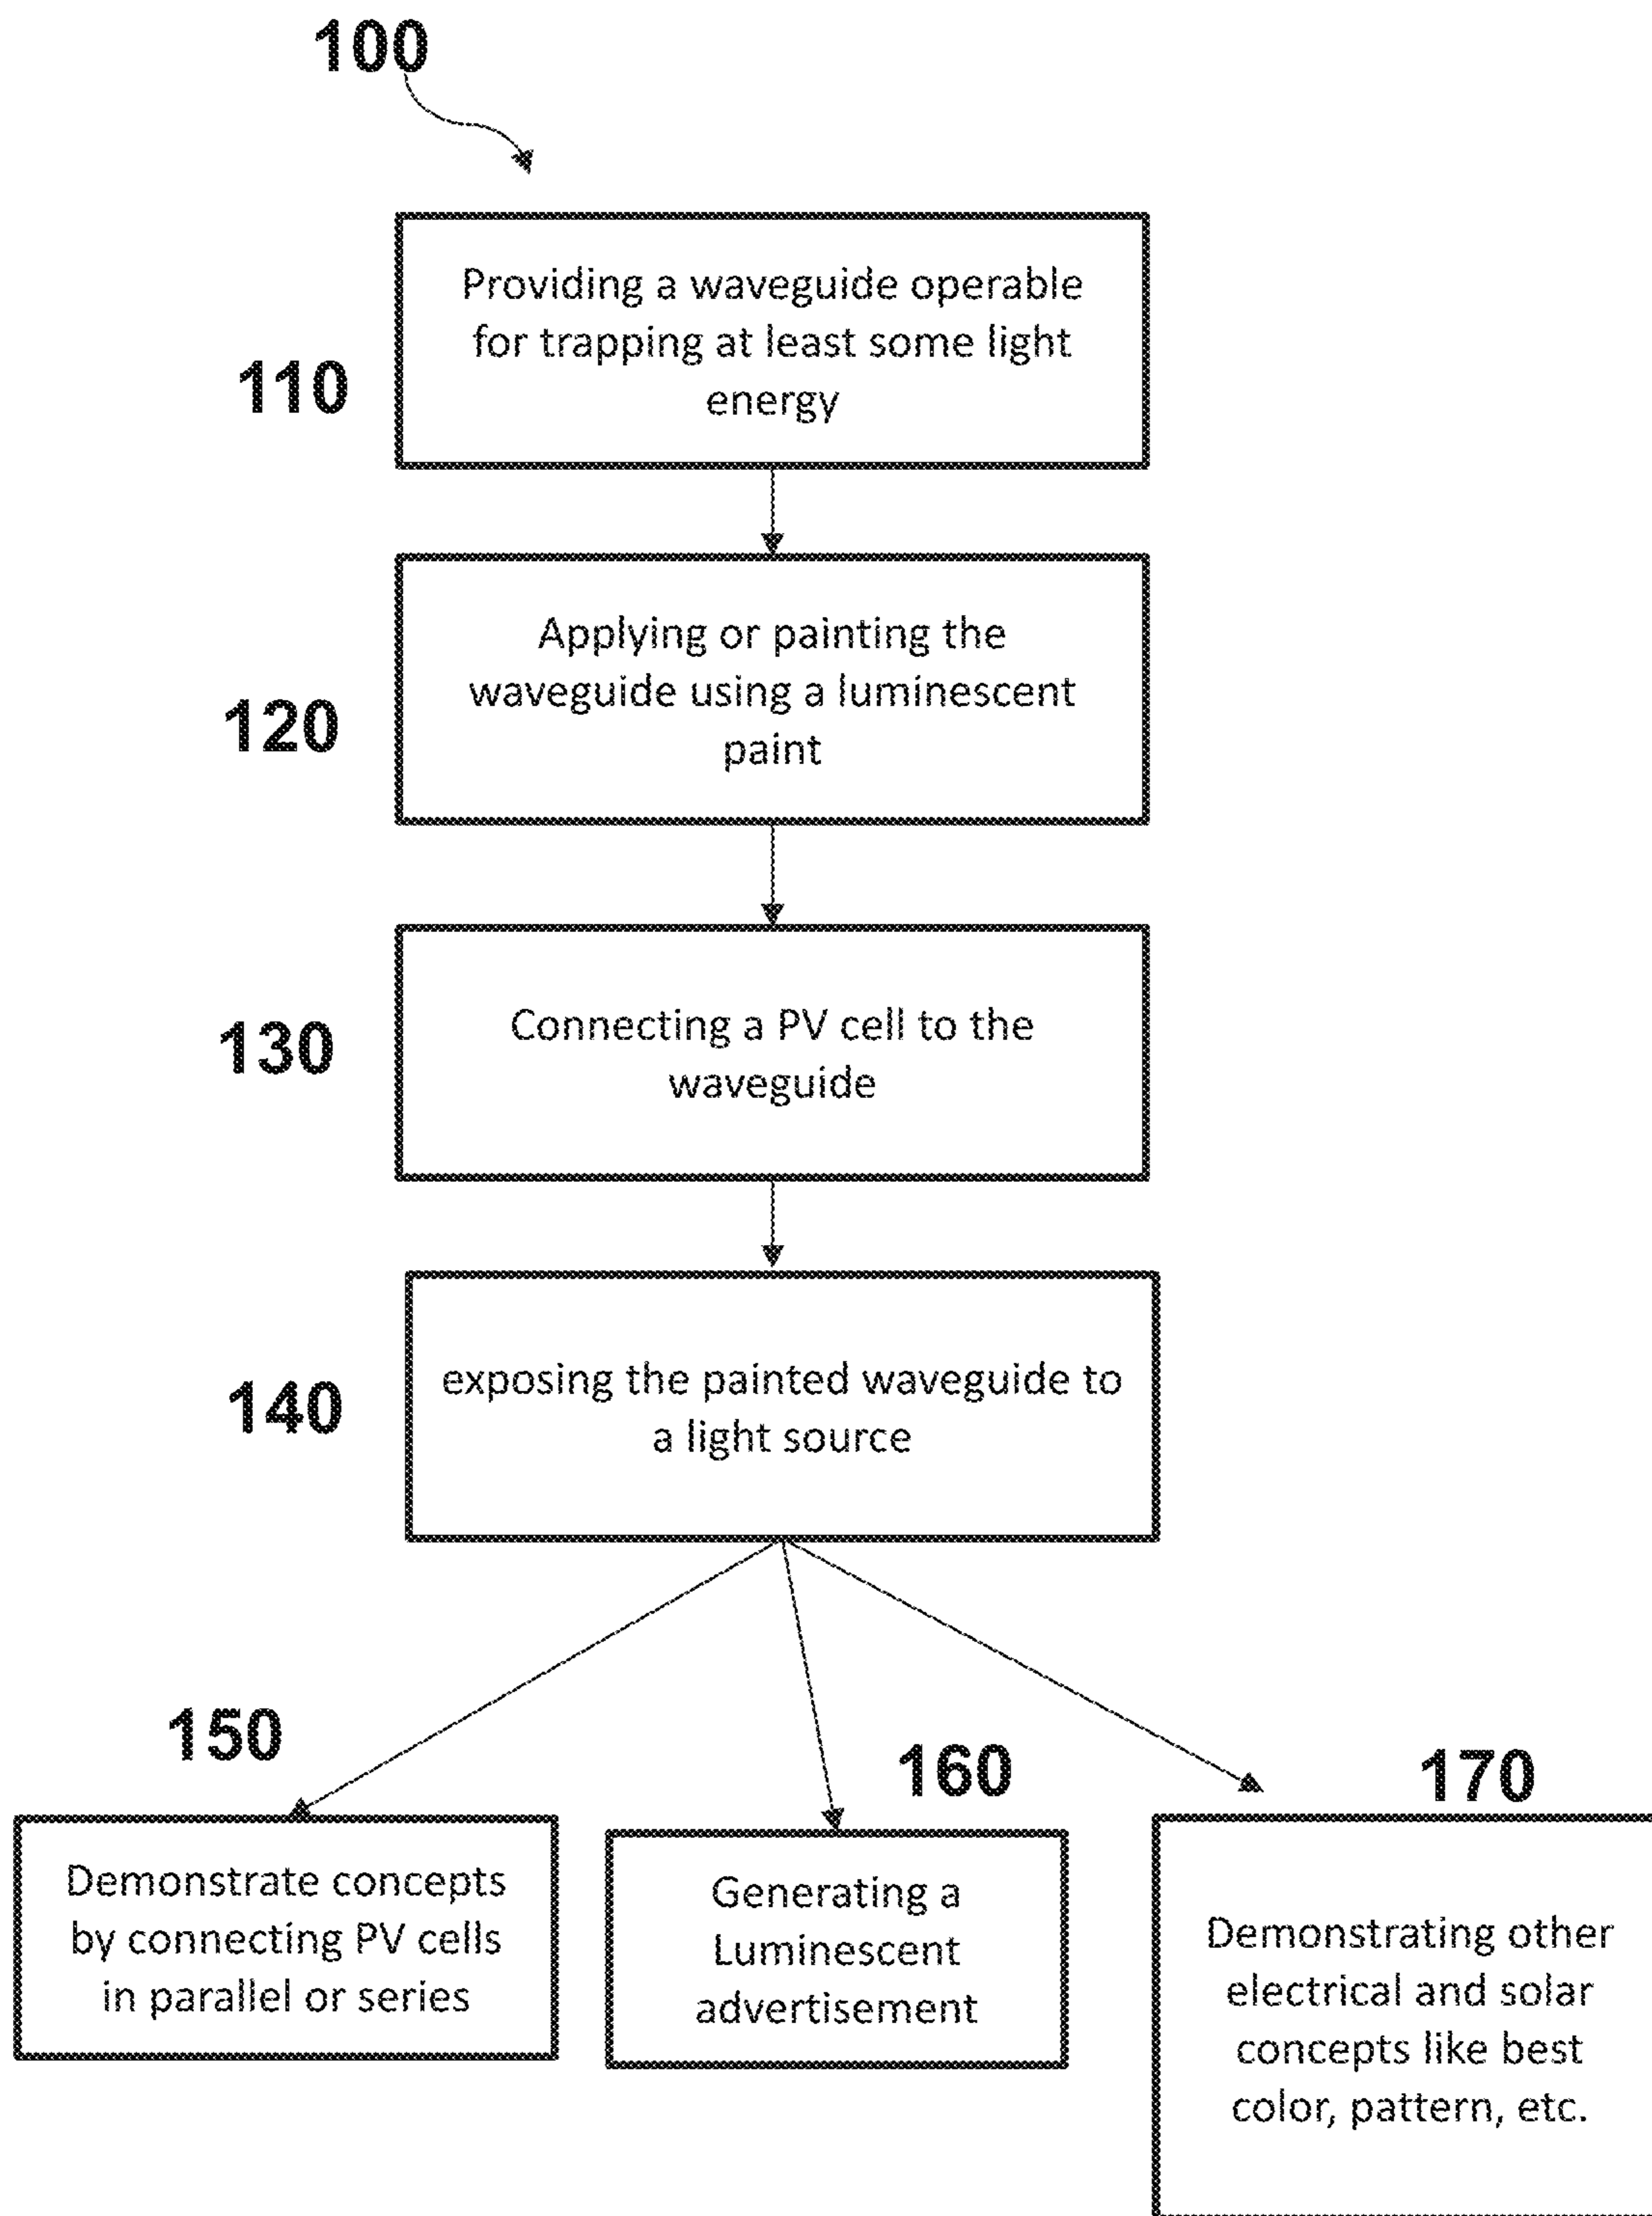 100
Providing a waveguide operable
for trapping at least some light
energy
110
Applying or painting the
waveguide using a luminescent
paint
120
Connecting a PV cell to the
waveguide
130
exposing the painted waveguide to
a light source
140
150
Demonstrate concepts
by connecting PV cells
in parallel or series
160
Generating a
Luminescent
advertisement
170
Demonstrating other
electrical and solar
concepts like best
color, pattern, etc.